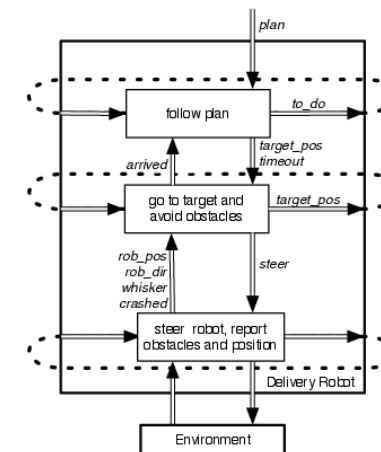 plan
follow plan
to_do
arrived
target_pos
timeout
go to target and
avoid obstacles
target_pos
rob_pos
rob_dir
whisker
crashed
steer
steer robot, report
obstacles and position
Delivery Robot
Environment